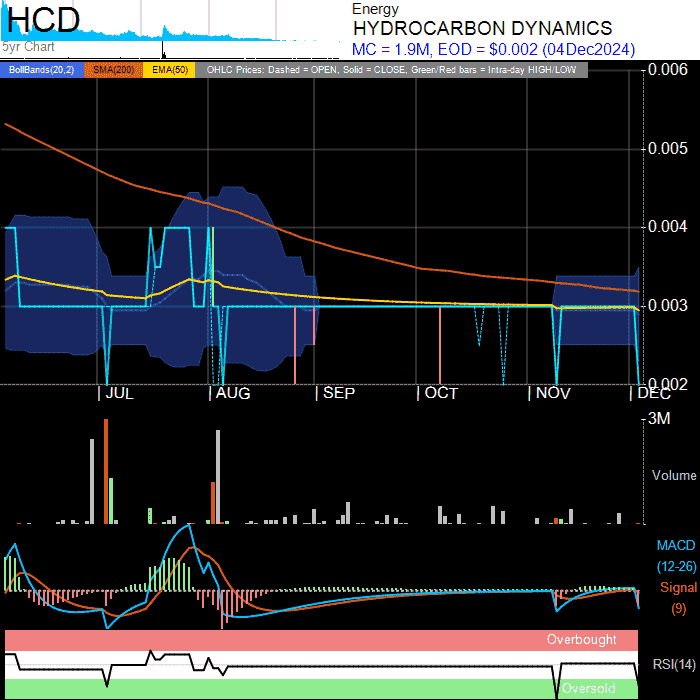 HCD
5yr Chart
Energy
HYDROCARBON DYNAMICS
MC = 1.9M, EOD = $0.002 (04Dec2024)
BollBands(20,2) SMA(200) EMA(50) OHLC Prices: Dashed = OPEN, Solid = CLOSE, Green/Red bars = Intra-day HIGH/LOW
0.006
0.005
0.004
0.003
0.002
JUL AUG SEP OCT NOV DEC
3M
Volume
MACD
(12-26)
Signal
(9)
Overbought
RSI(14)
Oversold